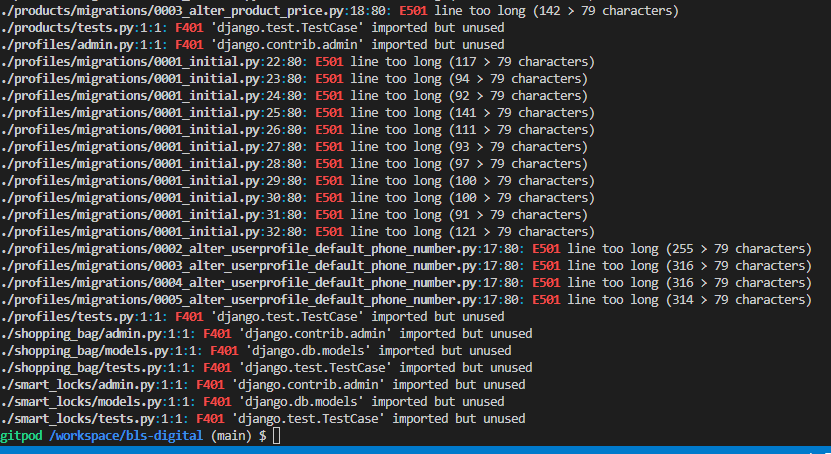 ./products/migrations/0003_alter_product_price.py:18:80: E501 line too long (142 > 79 characters)
./products/tests.py:1:1: F401 'django.test.TestCase' imported but unused
./profiles/admin.py:1:1: F401 'django.contrib.admin' imported but unused
./profiles/migrations/0001_initial.py:22:80: E501 line too long (117 > 79 characters)
./profiles/migrations/0001_initial.py:23:80: E501 line too long (94 > 79 characters)
./profiles/migrations/0001_initial.py:24:80: E501 line too long (92 > 79 characters)
./profiles/migrations/0001_initial.py:25:80: E501 line too long (141 > 79 characters)
./profiles/migrations/0001_initial.py:26:80: E501 line too long (111 > 79 characters)
./profiles/migrations/0001_initial.py:27:80: E501 line too long (93 > 79 characters)
./profiles/migrations/0001_initial.py:28:80: E501 line too long (97 > 79 characters)
./profiles/migrations/0001_initial.py:29:80: E501 line too long (100 > 79 characters)
./profiles/migrations/0001_initial.py:30:80: E501 line too long (100 > 79 characters)
./profiles/migrations/0001_initial.py:31:80: E501 line too long (91 > 79 characters)
./profiles/migrations/0001_initial.py:32:80: E501 line too long (121 > 79 characters)
./profiles/migrations/0002_alter_userprofile_default_phone_number.py:17:80: E501 line too long (255 > 79 characters)
./profiles/migrations/0003_alter_userprofile_default_phone_number.py:17:80: E501 line too long (316 > 79 characters)
./profiles/migrations/0004_alter_userprofile_default_phone_number.py:17:80: E501 line too long (316 > 79 characters)
./profiles/migrations/0005_alter_userprofile_default_phone_number.py:17:80: E501 line too long (314 > 79 characters)
./profiles/tests.py:1:1: F401 'django.test.TestCase' imported but unused
./shopping_bag/admin.py:1:1: F401 'django.contrib.admin' imported but unused
./shopping_bag/models.py:1:1: F401 'django.db.models' imported but unused
./shopping_bag/tests.py:1:1: F401 'django.test.TestCase' imported but unused
./smart_locks/admin.py:1:1: F401 'django.contrib.admin' imported but unused
./smart_locks/models.py:1:1: F401 'django.db.models' imported but unused
./smart_locks/tests.py:1:1: F401 'django.test.TestCase' imported but unused
gitpod /workspace/bls-digital (main) $